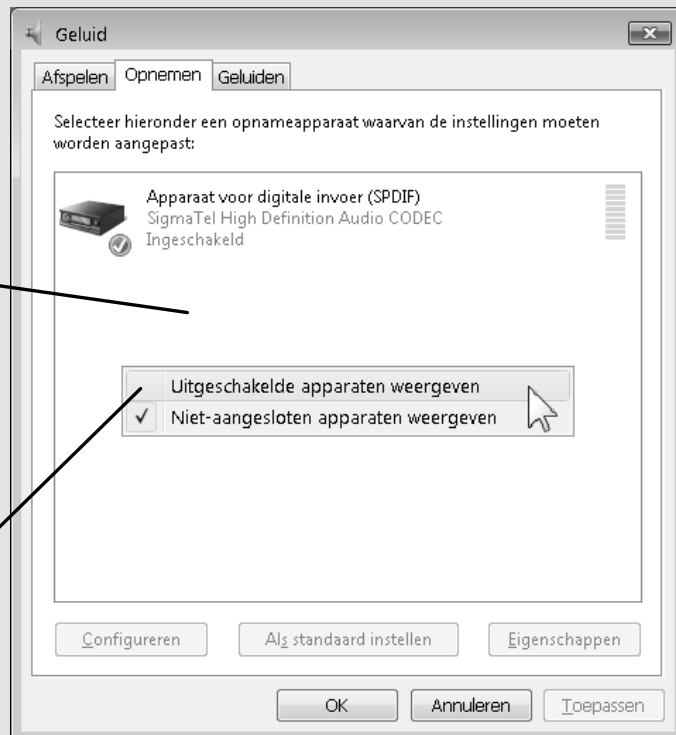 Geluid
Afspelen Opnemen Geluiden
Selecteer hieronder een opnameapparaat waarvan de instellingen moeten
worden aangepast:
Apparaat voor digitale invoer (SPDIF)
SigmaTel High Definition Audio CODEC
Ingeschakeld
Uitgeschakelde apparaten weergeven
Niet-aangesloten apparaten weergeven
Configureren Als standaard instellen Eigenschappen
OK Annuleren Toepassen